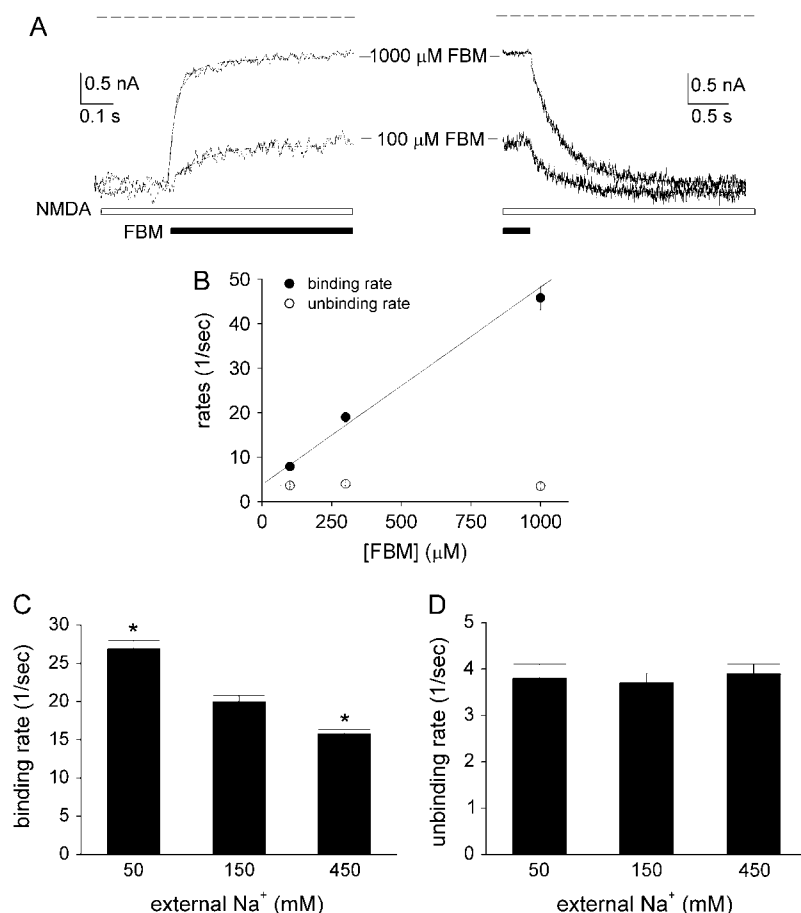 A
1000 μM FBM
0.5 nA
0.1 s
0.5 nA
0.5 s
100 μM FBM
NMDA
FBM
B
binding rate
unbinding rate
50
40
30
20
10
0
rates (1/sec)
0 250 500 750 1000
[FBM] (μM)
C
30
25
20
15
10
5
0
binding rate (1/sec)
*
*
50 150 450
external Na⁺ (mM)
D
5
4
3
2
1
0
unbinding rate (1/sec)
50 150 450
external Na⁺ (mM)